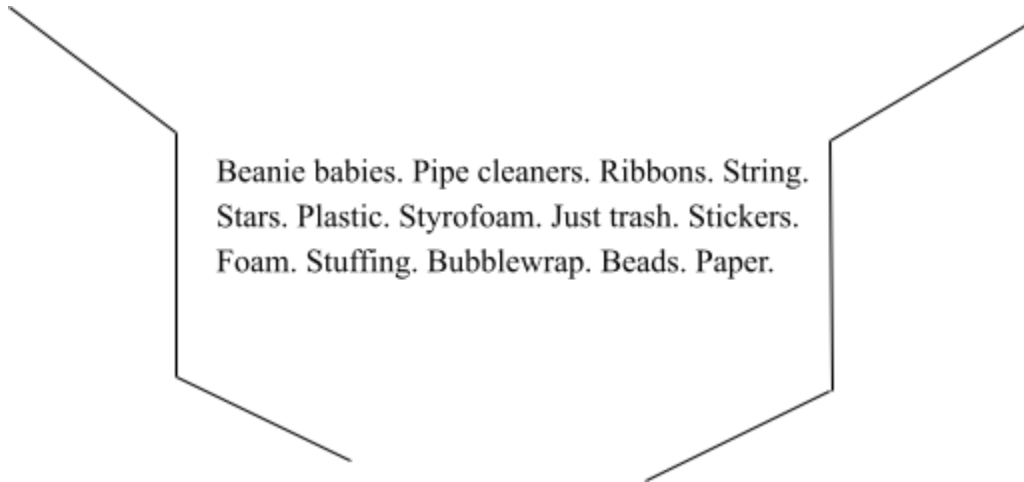 Beanie babies. Pipe cleaners. Ribbons. String.
Stars. Plastic. Styrofoam. Just trash. Stickers.
Foam. Stuffing. Bubblewrap. Beads. Paper.